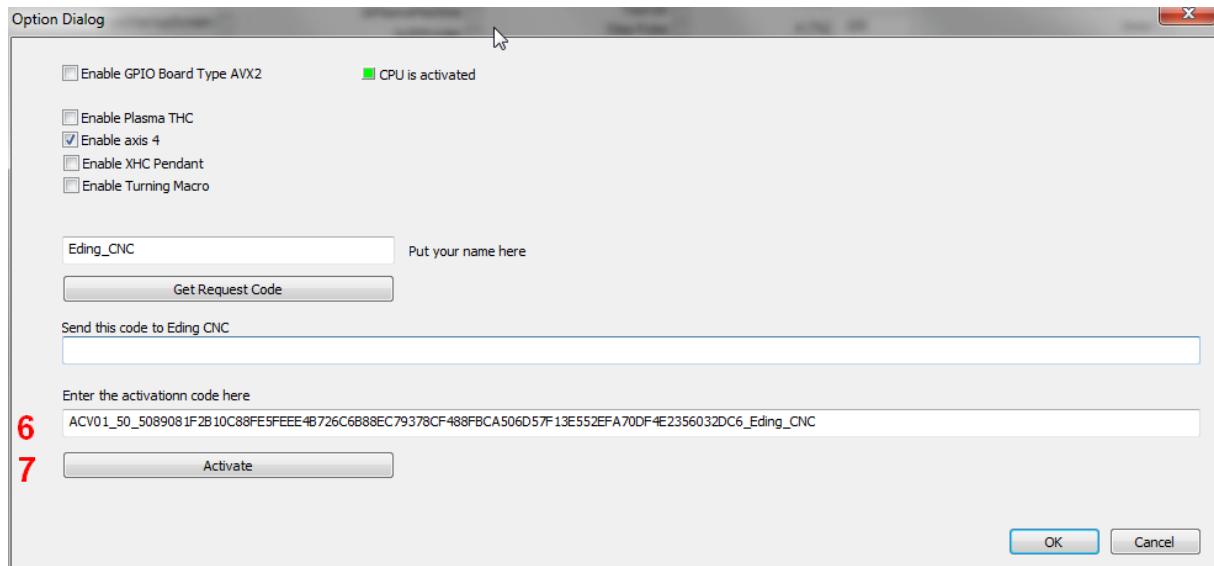 Option Dialog
Enable GPIO Board Type AVX2
CPU is activated
Enable Plasma THC
Enable axis 4
Enable XHC Pendant
Enable Turning Macro
Eding_CNC
Put your name here
Get Request Code
Send this code to Eding CNC
Enter the activationn code here
6 ACV01_50_5089081F2B10C88FE5FEEE4B726C6B88EC79378CF488FBCA506D57F13E552EFA70DF4E2356032DC6_Eding_CNC
7 Activate
OK Cancel